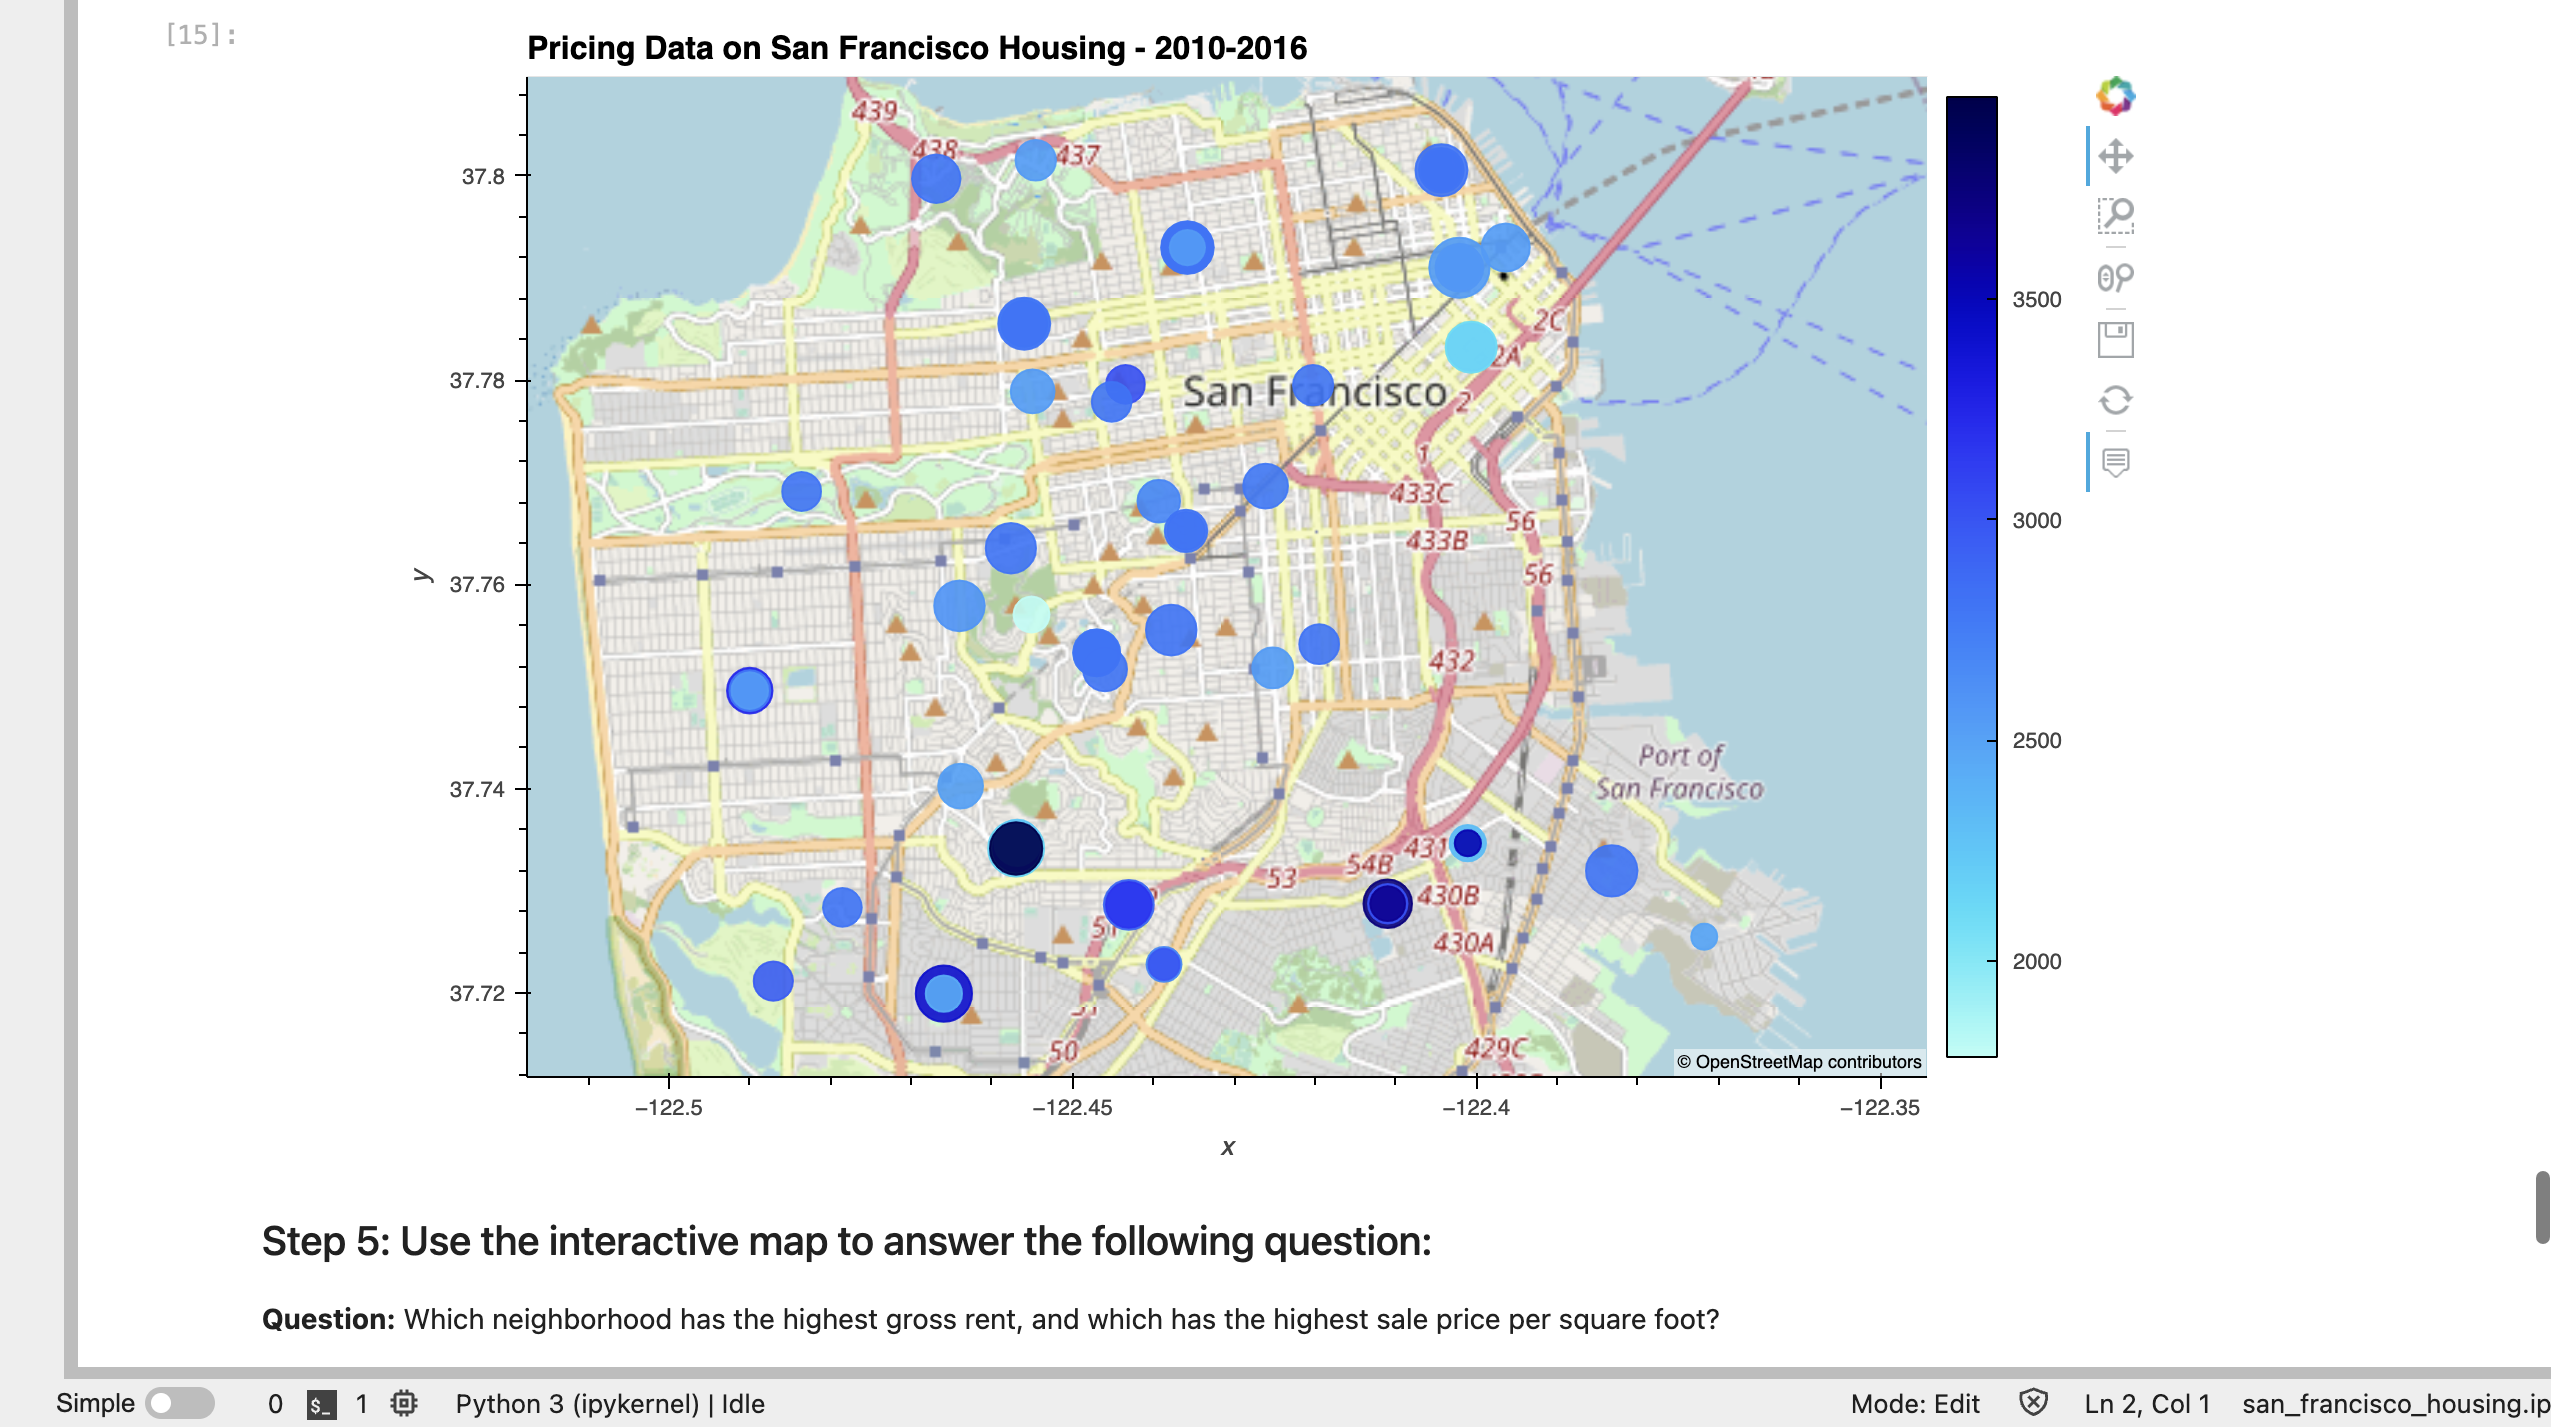 [15]:
Pricing Data on San Francisco Housing - 2010-2016
439
438
437
37.8
3500
2C
2A
37.78
San Francisco
2
1
433C
56
3000
433B
56
y
37.76
432
2500
Port of
San Francisco
37.74
431
54B
53
430B
51
430A
2000
37.72
50
429C
© OpenStreetMap contributors
−122.5
−122.45
−122.4
−122.35
x
Step 5: Use the interactive map to answer the following question:
Question: Which neighborhood has the highest gross rent, and which has the highest sale price per square foot?
Simple
0
$_
1
Python 3 (ipykernel) | Idle
Mode: Edit
Ln 2, Col 1
san_francisco_housing.ip